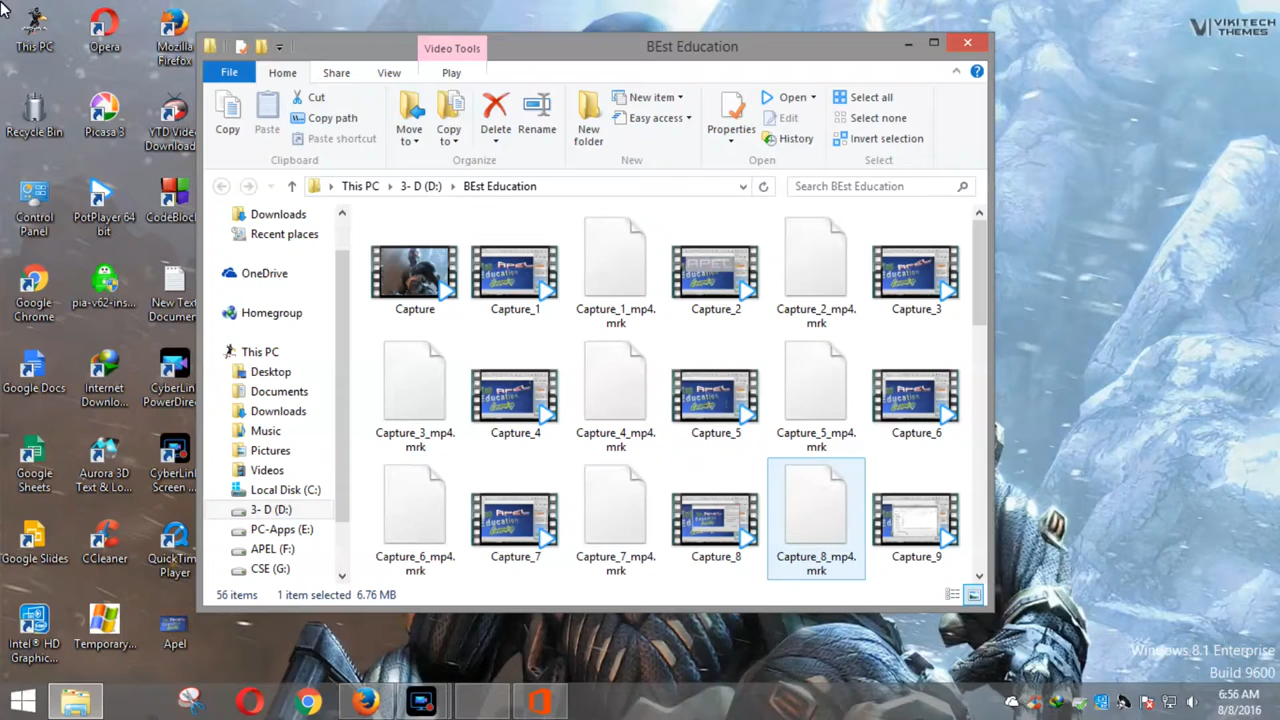 This PC
Opera
Mozilla
Firefox
Recycle Bin
Picasa 3
YTD Video
Download...
Control
Panel
PotPlayer 64
bit
CodeBlock
Google
Chrome
pia-v62-ins...
New Text
Document
Google Docs
Internet
Downlo...
CyberLink
PowerDirec
Google
Sheets
Aurora 3D
Text & Lo...
CyberLink
Screen ...
Google Slides
CCleaner
QuickTime
Player
Intel® HD
Graphic...
Temporary...
Apel
VIKITECH
THEMES
Video Tools
BEst Education
File
Home
Share
View
Play
Copy
Paste
Cut
Copy path
Paste shortcut
Clipboard
Move
to
Copy
to
Delete
Rename
Organize
New
folder
New item
Easy access
New
Properties
Open
Edit
History
Open
Select all
Select none
Invert selection
Select
This PC
3- D (D:)
BEst Education
Search BEst Education
Downloads
Recent places
OneDrive
Homegroup
This PC
Desktop
Documents
Downloads
Music
Pictures
Videos
Local Disk (C:)
3- D (D:)
PC-Apps (E:)
APEL (F:)
CSE (G:)
Capture
Capture_1
Capture_1_mp4.
mrk
Capture_2
Capture_2_mp4.
mrk
Capture_3
Capture_3_mp4.
mrk
Capture_4
Capture_4_mp4.
mrk
Capture_5
Capture_5_mp4.
mrk
Capture_6
Capture_6_mp4.
mrk
Capture_7
Capture_7_mp4.
mrk
Capture_8
Capture_8_mp4.
mrk
Capture_9
56 items
1 item selected 6.76 MB
Windows 8.1 Enterprise
Build 9600
6:56 AM
8/8/2016